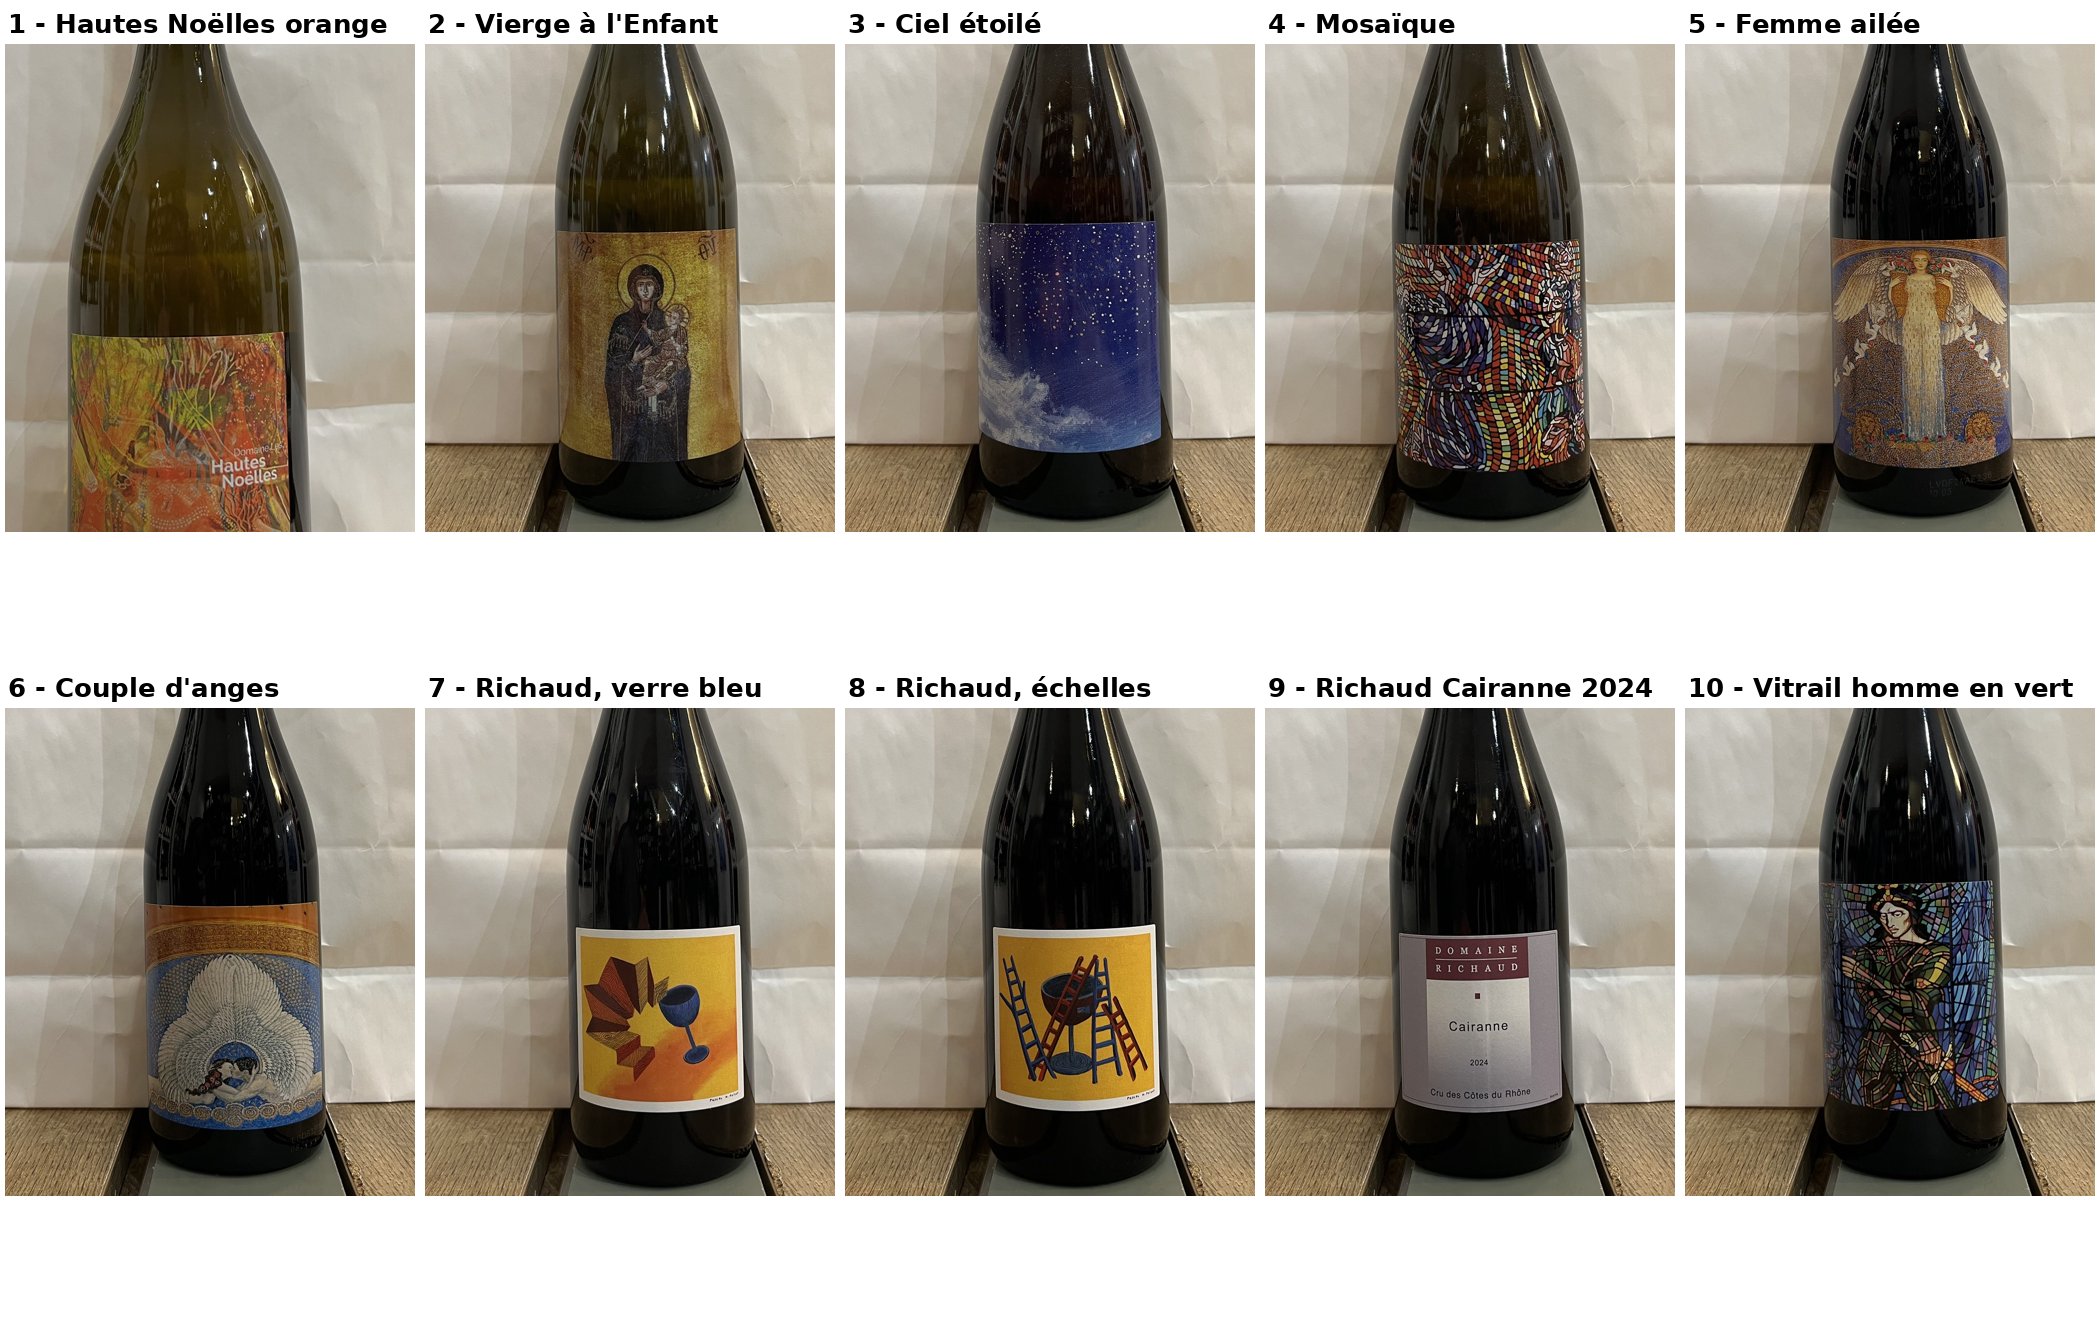 1 - Hautes Noëlles orange
2 - Vierge à l'Enfant
3 - Ciel étoilé
4 - Mosaïque
5 - Femme ailée
Domaine Les
Hautes
Noëlles
6 - Couple d'anges
7 - Richaud, verre bleu
8 - Richaud, échelles
9 - Richaud Cairanne 2024
10 - Vitrail homme en vert
DOMAINE
RICHAUD
Cairanne
2024
Cru des Côtes du Rhône